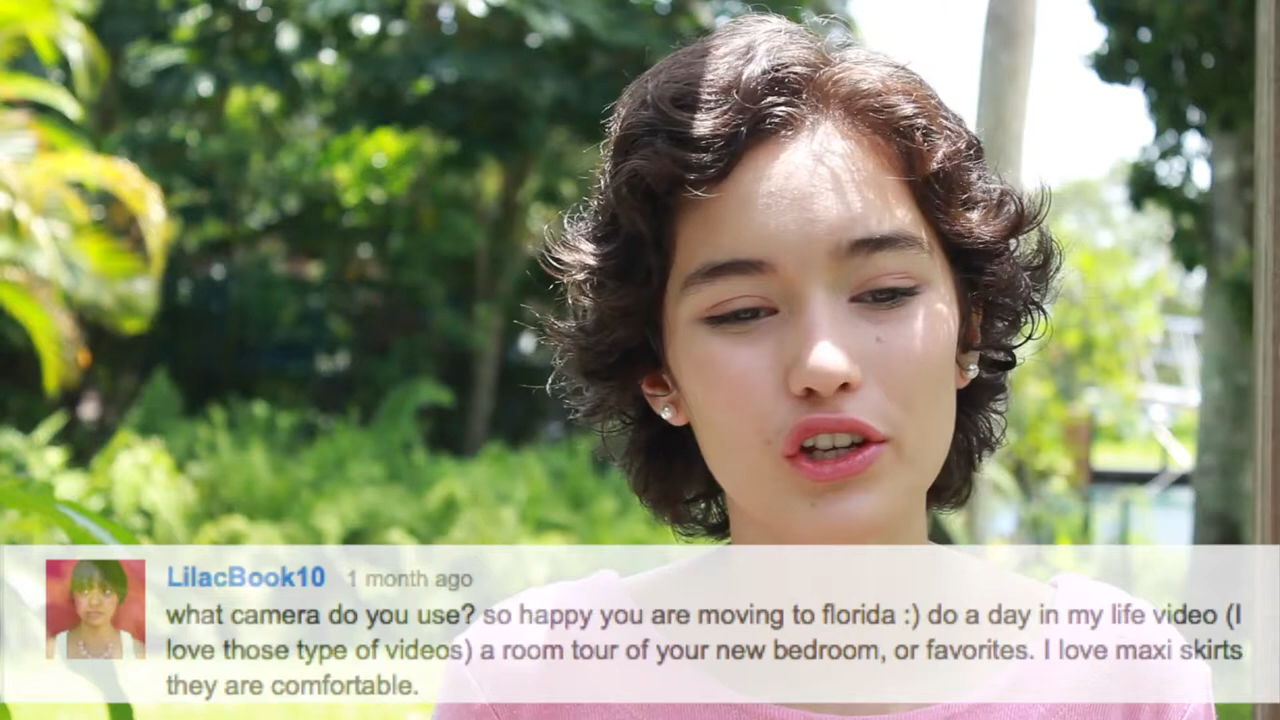 LilacBook10 1 month ago
what camera do you use? so happy you are moving to florida :) do a day in my life video (I
love those type of videos) a room tour of your new bedroom, or favorites. I love maxi skirts
they are comfortable.